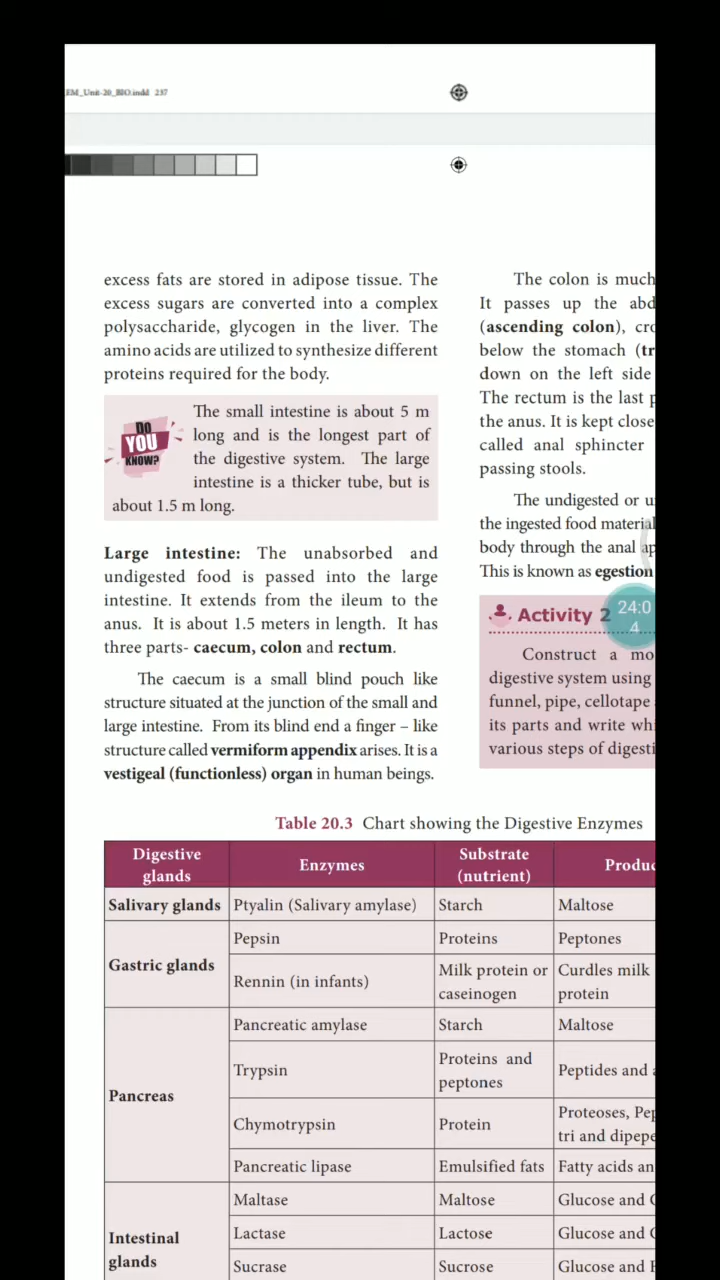 EM_Unit-20_BIO.indd 237
excess fats are stored in adipose tissue. The
excess sugars are converted into a complex
polysaccharide, glycogen in the liver. The
amino acids are utilized to synthesize different
proteins required for the body.
DO
YOU
KNOW?
The small intestine is about 5 m
long and is the longest part of
the digestive system. The large
intestine is a thicker tube, but is
about 1.5 m long.
Large intestine: The unabsorbed and
undigested food is passed into the large
intestine. It extends from the ileum to the
anus. It is about 1.5 meters in length. It has
three parts- caecum, colon and rectum.
The caecum is a small blind pouch like
structure situated at the junction of the small and
large intestine. From its blind end a finger – like
structure called vermiform appendix arises. It is a
vestigeal (functionless) organ in human beings.
The colon is much
It passes up the abd
(ascending colon), cro
below the stomach (tr
down on the left side
The rectum is the last p
the anus. It is kept close
called anal sphincter
passing stools.
The undigested or u
the ingested food material
body through the anal ap
This is known as egestion
Activity 2
24:0
4
Construct a mo
digestive system using
funnel, pipe, cellotape
its parts and write whi
various steps of digesti
Table 20.3 Chart showing the Digestive Enzymes
Digestive glands Enzymes Substrate (nutrient) Produc
Salivary glands Ptyalin (Salivary amylase) Starch Maltose
Gastric glands Pepsin Proteins Peptones
Rennin (in infants) Milk protein or caseinogen Curdles milk protein
Pancreas Pancreatic amylase Starch Maltose
Trypsin Proteins and peptones Peptides and a
Chymotrypsin Protein Proteoses, Pep tri and dipepe
Pancreatic lipase Emulsified fats Fatty acids an
Intestinal glands Maltase Maltose Glucose and G
Lactase Lactose Glucose and G
Sucrase Sucrose Glucose and F